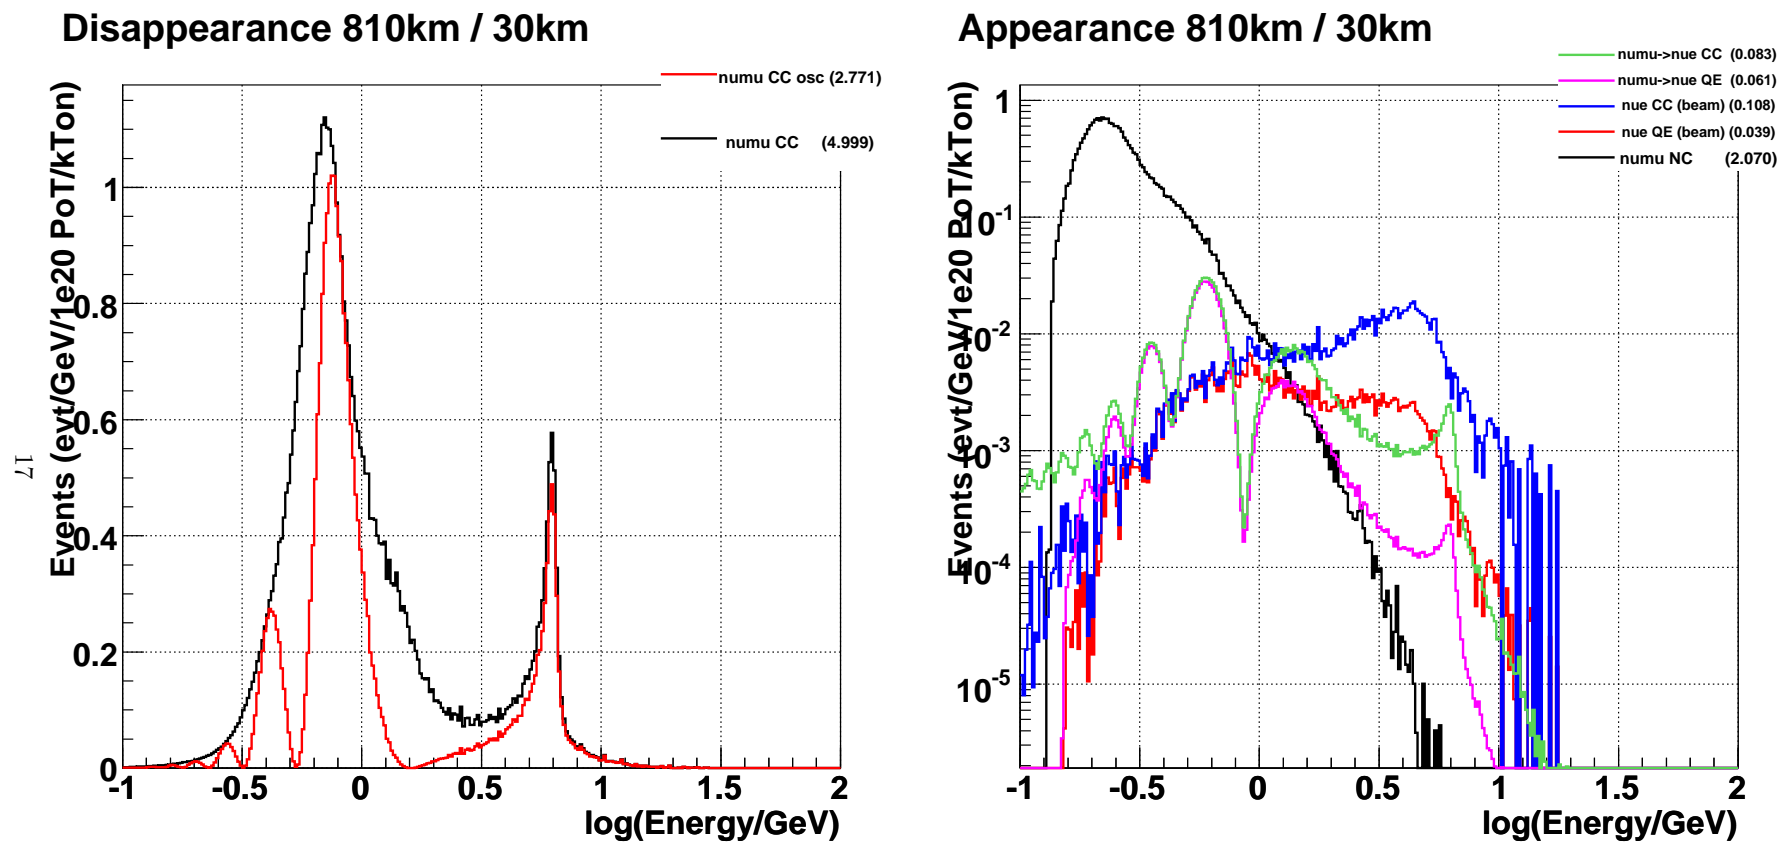 Disappearance 810km / 30km
numu CC osc (2.771)
numu CC (4.999)
Events (evt/GeV/1e20 PoT/kTon)
1
0.8
0.6
0.4
0.2
0
-1 -0.5 0 0.5 1 1.5 2
log(Energy/GeV)
17
Appearance 810km / 30km
numu->nue CC (0.083)
numu->nue QE (0.061)
nue CC (beam) (0.108)
nue QE (beam) (0.039)
numu NC (2.070)
Events (evt/GeV/1e20 PoT/kTon)
1
10-1
10-2
10-3
10-4
10-5
-1 -0.5 0 0.5 1 1.5 2
log(Energy/GeV)